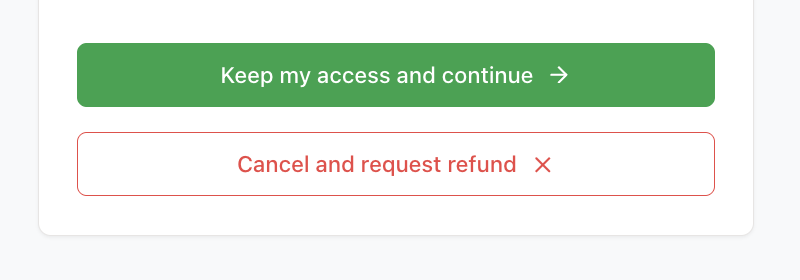 Keep my access and continue →
Cancel and request refund ×